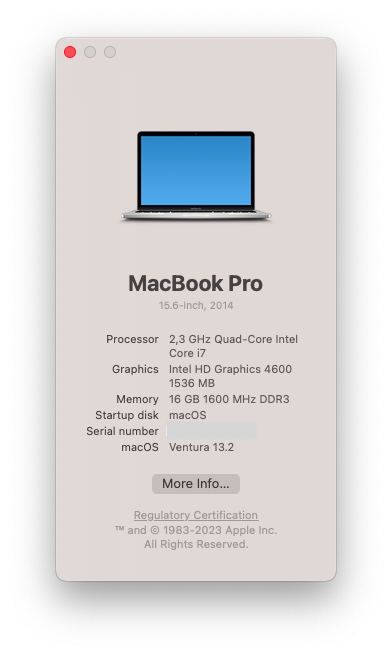 MacBook Pro
15.6-inch, 2014
Processor 2,3 GHz Quad-Core Intel
Core i7
Graphics Intel HD Graphics 4600
1536 MB
Memory 16 GB 1600 MHz DDR3
Startup disk macOS
Serial number
macOS Ventura 13.2
More Info...
Regulatory Certification
™ and © 1983-2023 Apple Inc.
All Rights Reserved.